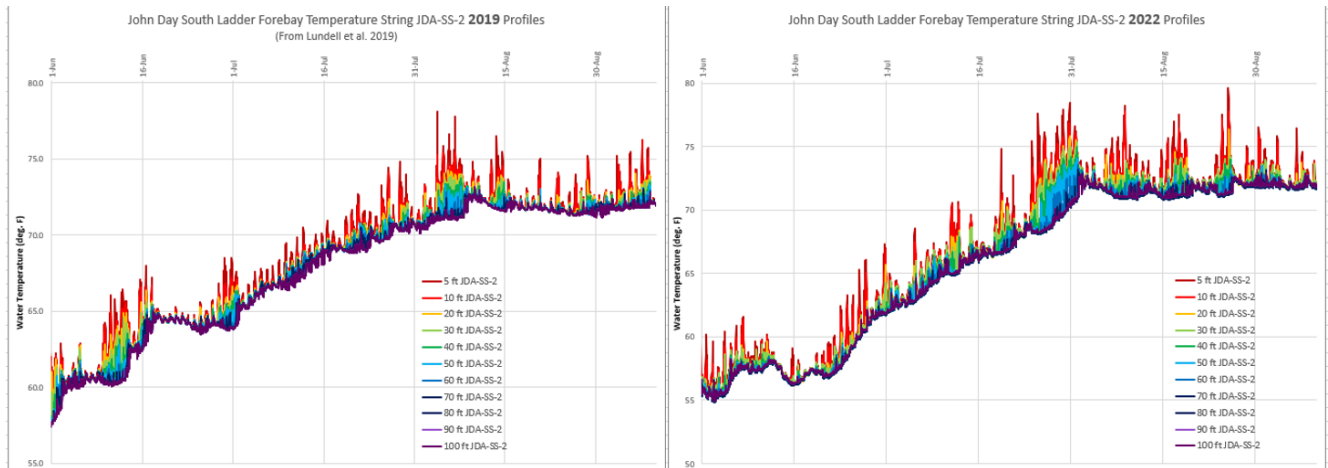 John Day South Ladder Forebay Temperature String JDA-SS-2 2019 Profiles
(From Lundell et al. 2019)
1-Jun
16-Jun
1-Jul
16-Jul
31-Jul
15-Aug
30-Aug
80.0
75.0
70.0
65.0
60.0
55.0
Water Temperature (deg. F)
5 ft JDA-SS-2
10 ft JDA-SS-2
20 ft JDA-SS-2
30 ft JDA-SS-2
40 ft JDA-SS-2
50 ft JDA-SS-2
60 ft JDA-SS-2
70 ft JDA-SS-2
80 ft JDA-SS-2
90 ft JDA-SS-2
100 ft JDA-SS-2
John Day South Ladder Forebay Temperature String JDA-SS-2 2022 Profiles
1-Jun
16-Jun
1-Jul
16-Jul
31-Jul
15-Aug
30-Aug
80
75
70
65
60
55
50
Water Temperature (deg. F)
5 ft JDA-SS-2
10 ft JDA-SS-2
20 ft JDA-SS-2
30 ft JDA-SS-2
40 ft JDA-SS-2
50 ft JDA-SS-2
60 ft JDA-SS-2
70 ft JDA-SS-2
80 ft JDA-SS-2
90 ft JDA-SS-2
100 ft JDA-SS-2